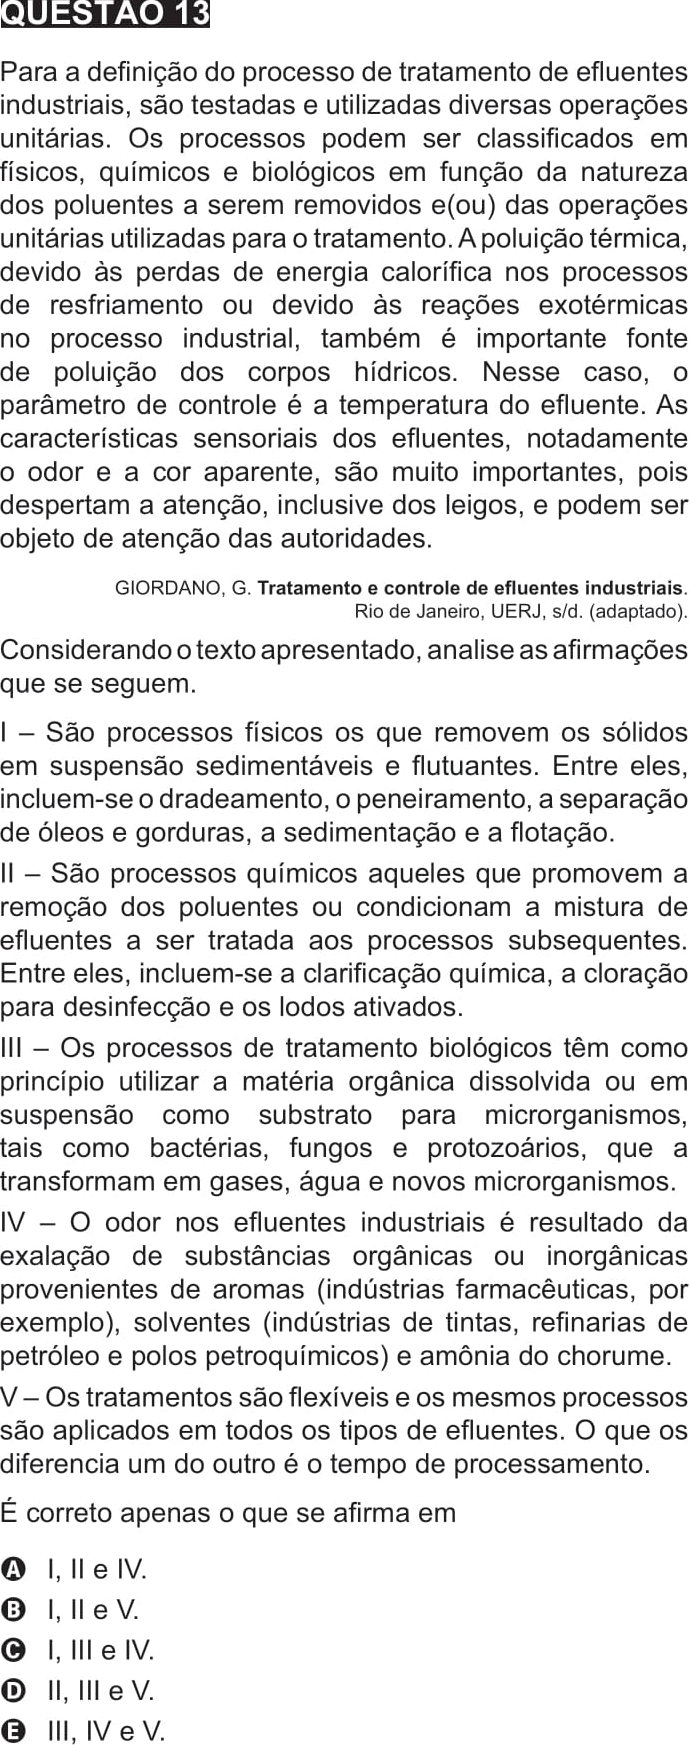 QUESTÃO 13
Para a definição do processo de tratamento de efluentes
industriais, são testadas e utilizadas diversas operações
unitárias. Os processos podem ser classificados em
físicos, químicos e biológicos em função da natureza
dos poluentes a serem removidos e(ou) das operações
unitárias utilizadas para o tratamento. A poluição térmica,
devido às perdas de energia calorífica nos processos
de resfriamento ou devido às reações exotérmicas
no processo industrial, também é importante fonte
de poluição dos corpos hídricos. Nesse caso, o
parâmetro de controle é a temperatura do efluente. As
características sensoriais dos efluentes, notadamente
o odor e a cor aparente, são muito importantes, pois
despertam a atenção, inclusive dos leigos, e podem ser
objeto de atenção das autoridades.
GIORDANO, G. Tratamento e controle de efluentes industriais.
Rio de Janeiro, UERJ, s/d. (adaptado).
Considerando o texto apresentado, analise as afirmações
que se seguem.
I – São processos físicos os que removem os sólidos
em suspensão sedimentáveis e flutuantes. Entre eles,
incluem-se o dradeamento, o peneiramento, a separação
de óleos e gorduras, a sedimentação e a flotação.
II – São processos químicos aqueles que promovem a
remoção dos poluentes ou condicionam a mistura de
efluentes a ser tratada aos processos subsequentes.
Entre eles, incluem-se a clarificação química, a cloração
para desinfecção e os lodos ativados.
III – Os processos de tratamento biológicos têm como
princípio utilizar a matéria orgânica dissolvida ou em
suspensão como substrato para microrganismos,
tais como bactérias, fungos e protozoários, que a
transformam em gases, água e novos microrganismos.
IV – O odor nos efluentes industriais é resultado da
exalação de substâncias orgânicas ou inorgânicas
provenientes de aromas (indústrias farmacêuticas, por
exemplo), solventes (indústrias de tintas, refinarias de
petróleo e polos petroquímicos) e amônia do chorume.
V – Os tratamentos são flexíveis e os mesmos processos
são aplicados em todos os tipos de efluentes. O que os
diferencia um do outro é o tempo de processamento.
É correto apenas o que se afirma em
A I, II e IV.
B I, II e V.
C I, III e IV.
D II, III e V.
E III, IV e V.